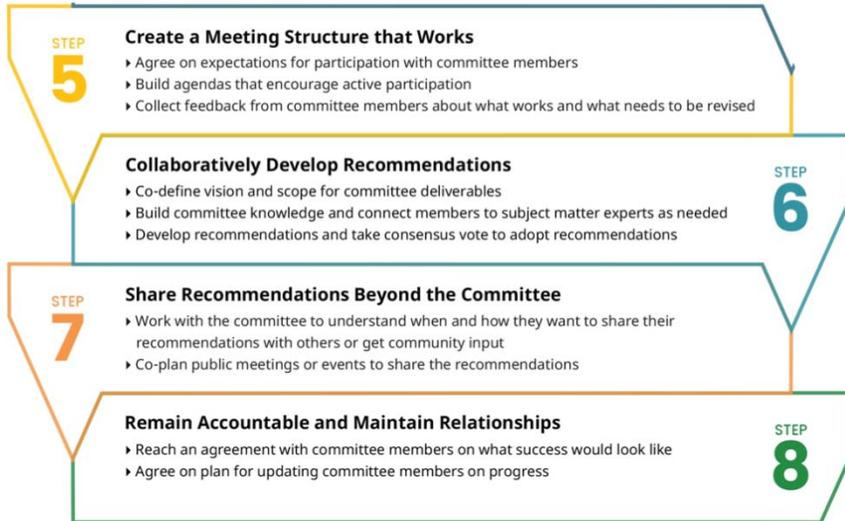 STEP
5
Create a Meeting Structure that Works
Agree on expectations for participation with committee members
Build agendas that encourage active participation
Collect feedback from committee members about what works and what needs to be revised
Collaboratively Develop Recommendations
Co-define vision and scope for committee deliverables
Build committee knowledge and connect members to subject matter experts as needed
Develop recommendations and take consensus vote to adopt recommendations
STEP
6
STEP
7
Share Recommendations Beyond the Committee
Work with the committee to understand when and how they want to share their
recommendations with others or get community input
Co-plan public meetings or events to share the recommendations
Remain Accountable and Maintain Relationships
Reach an agreement with committee members on what success would look like
Agree on plan for updating committee members on progress
STEP
8